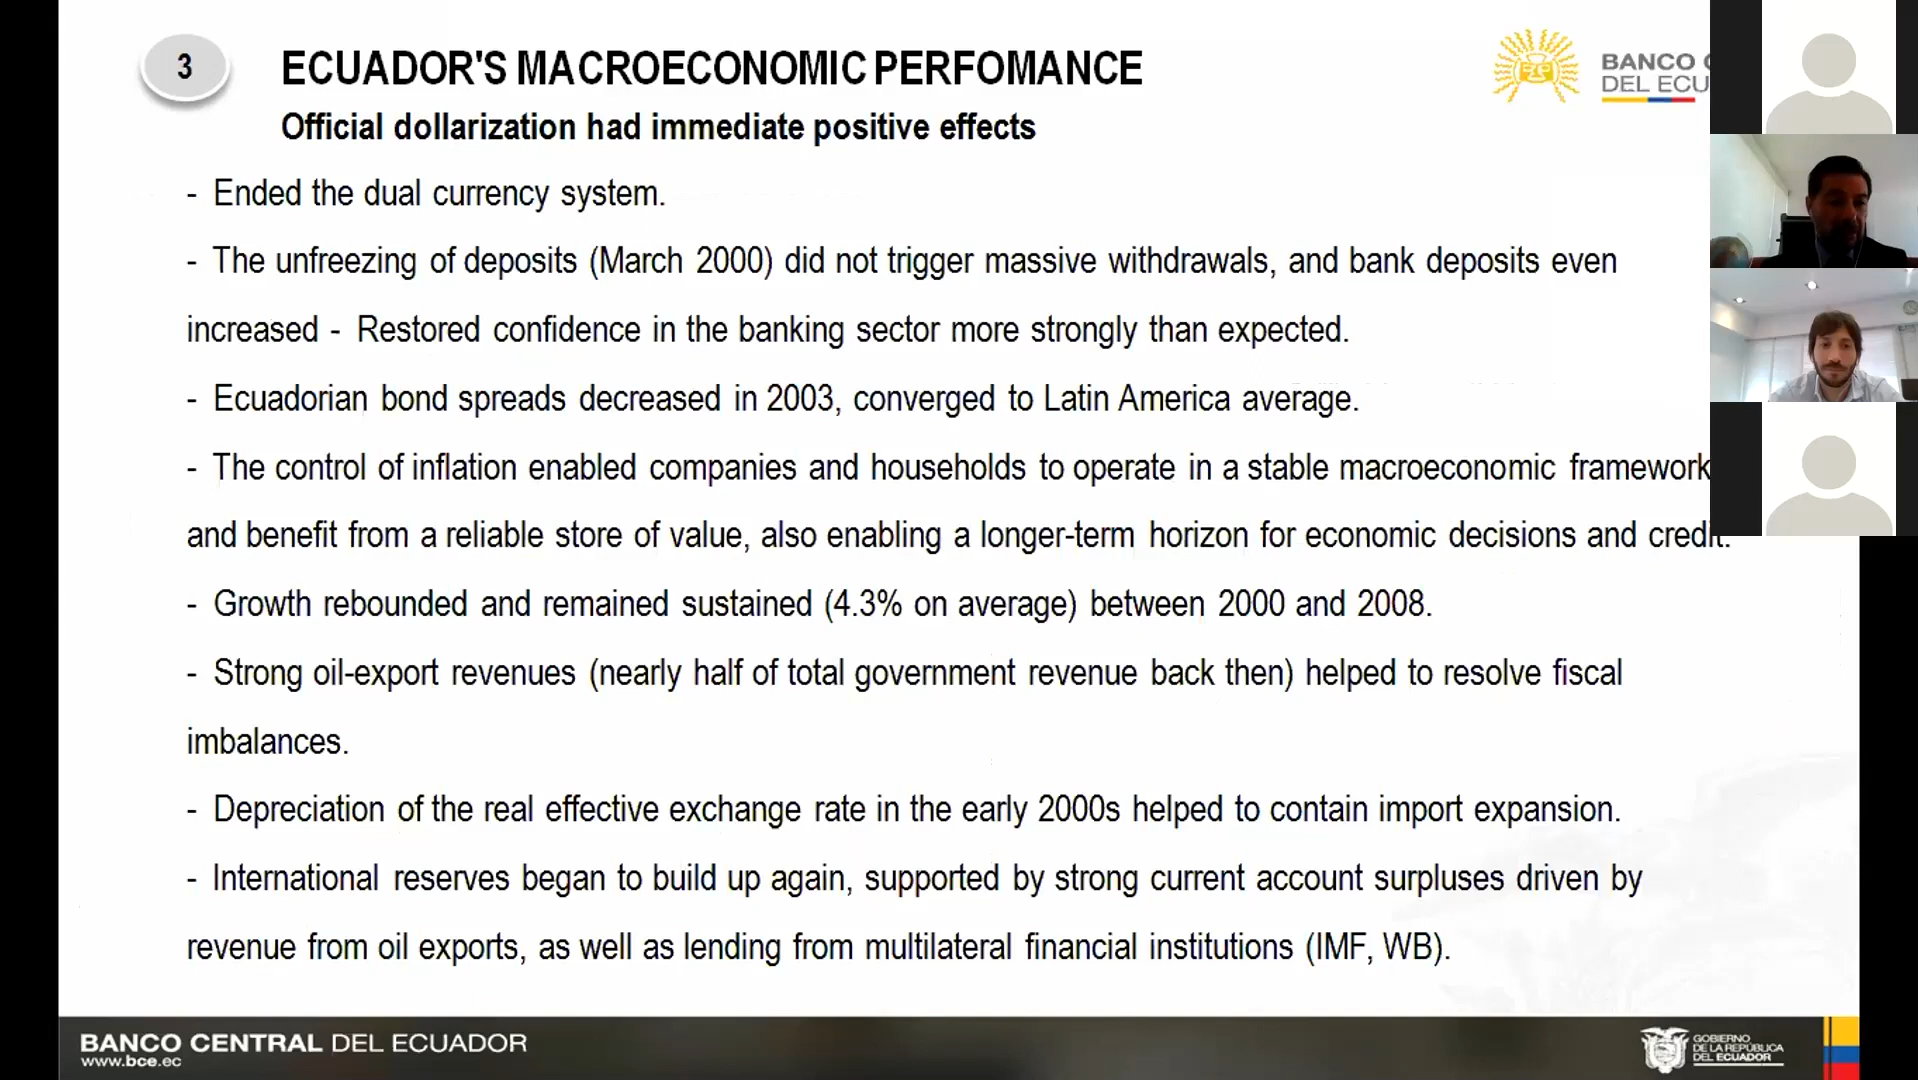 3
ECUADOR'S MACROECONOMIC PERFOMANCE
BANCO
DEL ECU
Official dollarization had immediate positive effects
- Ended the dual currency system.
- The unfreezing of deposits (March 2000) did not trigger massive withdrawals, and bank deposits even
increased - Restored confidence in the banking sector more strongly than expected.
- Ecuadorian bond spreads decreased in 2003, converged to Latin America average.
- The control of inflation enabled companies and households to operate in a stable macroeconomic framework
and benefit from a reliable store of value, also enabling a longer-term horizon for economic decisions and credit.
- Growth rebounded and remained sustained (4.3% on average) between 2000 and 2008.
- Strong oil-export revenues (nearly half of total government revenue back then) helped to resolve fiscal
imbalances.
- Depreciation of the real effective exchange rate in the early 2000s helped to contain import expansion.
- International reserves began to build up again, supported by strong current account surpluses driven by
revenue from oil exports, as well as lending from multilateral financial institutions (IMF, WB).
BANCO CENTRAL DEL ECUADOR
www.bce.ec
GOBIERNO
DE LA REPÚBLICA
DEL ECUADOR